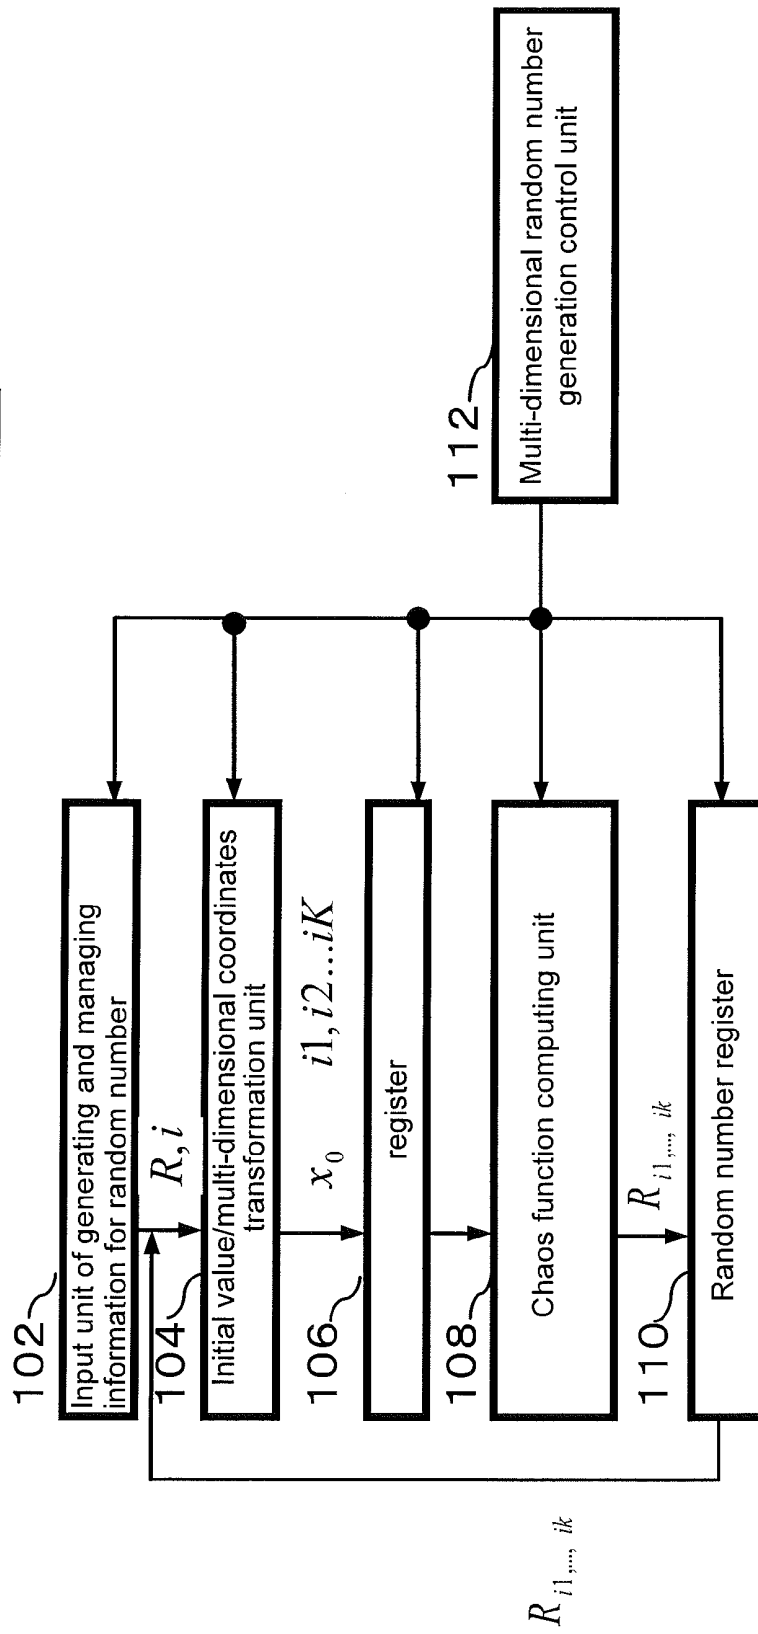 102
Input unit of generating and managing
information for random number
R, i
104
Initial value/multi-dimensional coordinates
transformation unit
x0 i1, i2...iK
106
register
108
Chaos function computing unit
Ri1,..., ik
110
Random number register
Ri1,..., ik
112
Multi-dimensional random number
generation control unit